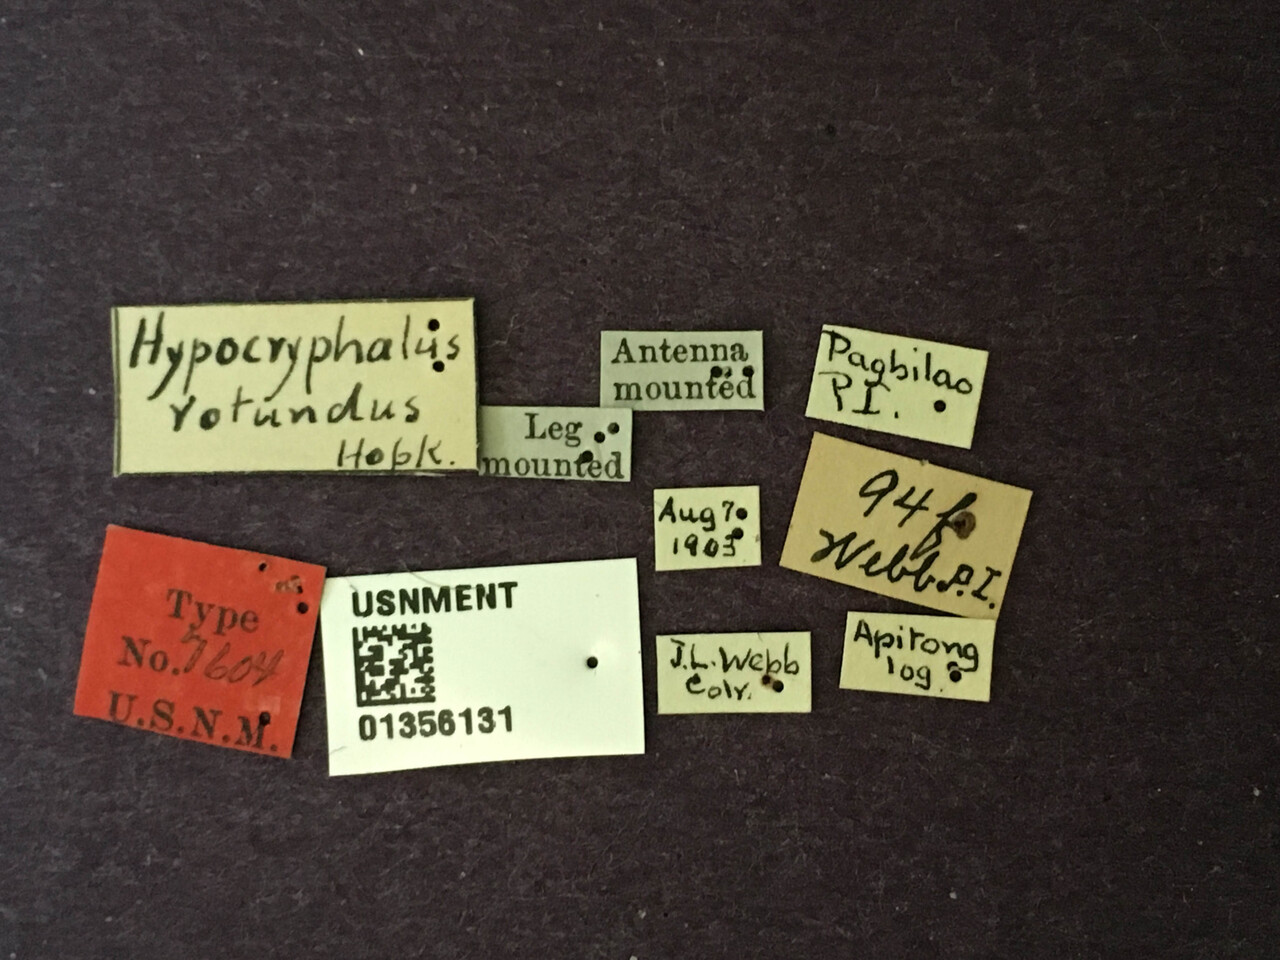 Hypocryphalus
rotundus
Hopk.
Leg
mounted
Antenna
mounted
Pagbilao
P.I.
94f
Webb P.I.
Aug 7
1903
Type
No. 7604
U.S.N.M.
USNMENT
01356131
J.L. Webb
Colr.
Apitong
log.